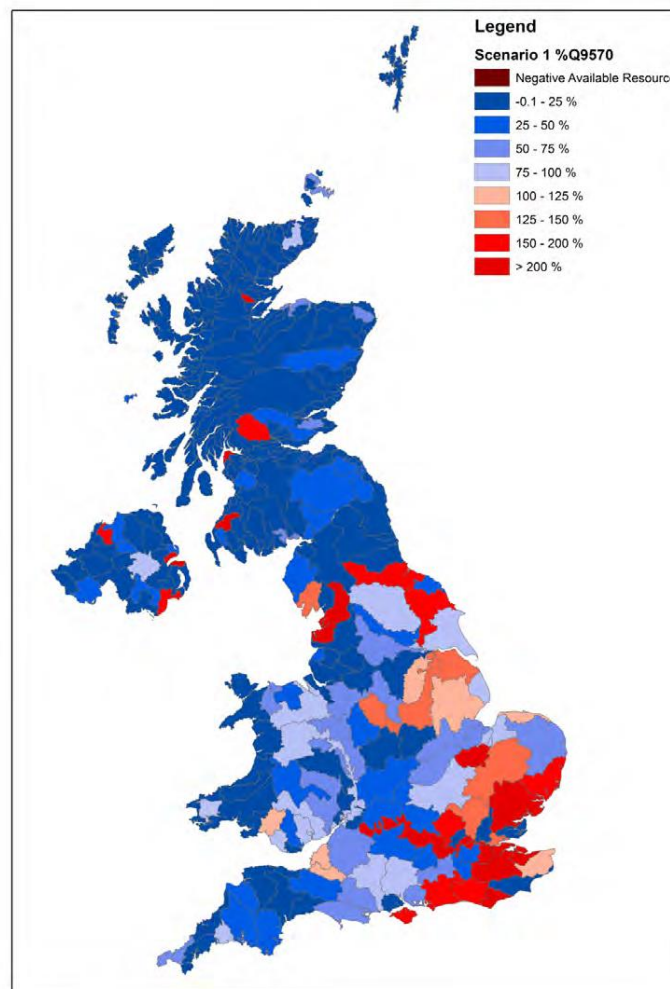 Legend
Scenario 1 %Q9570
Negative Available Resource
-0.1 - 25 %
25 - 50 %
50 - 75 %
75 - 100 %
100 - 125 %
125 - 150 %
150 - 200 %
> 200 %